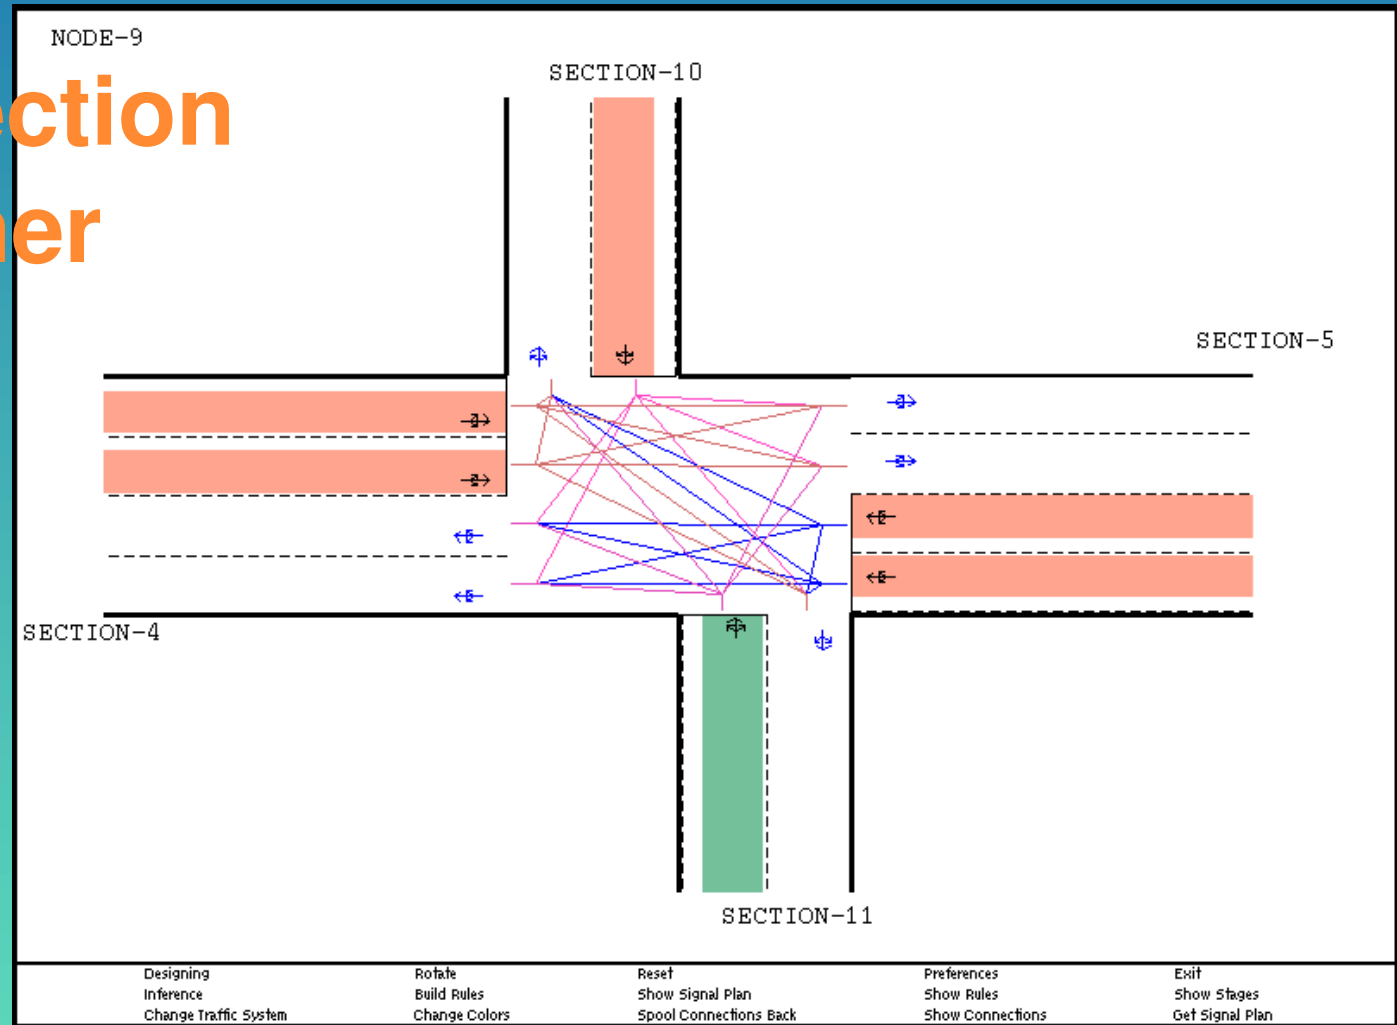 NODE-9
SECTION-10
ction
er
SECTION-5
SECTION-4
SECTION-11
Designing Rotate Reset Preferences Exit
Inference Build Rules Show Signal Plan Show Rules Show Stages
Change Traffic System Change Colors Spool Connections Back Show Connections Get Signal Plan